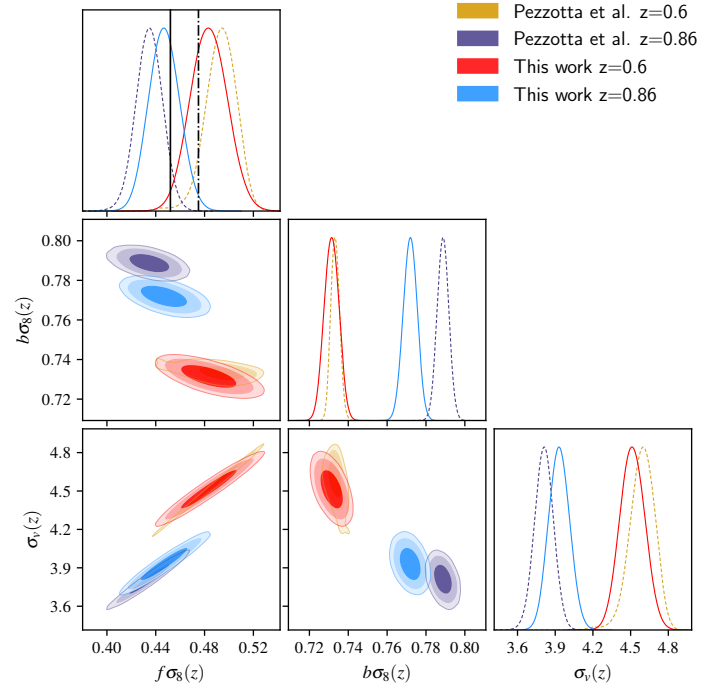 Pezzotta et al. z=0.6
Pezzotta et al. z=0.86
This work z=0.6
This work z=0.86
0.80
0.78
0.76
0.74
0.72
bσ₈(z)
4.8
4.5
4.2
3.9
3.6
σᵥ(z)
0.40 0.44 0.48 0.52
0.72 0.74 0.76 0.78 0.80
3.6 4.2 4.5 4.8
fσ₈(z)
bσ₈(z)
σᵥ(z)